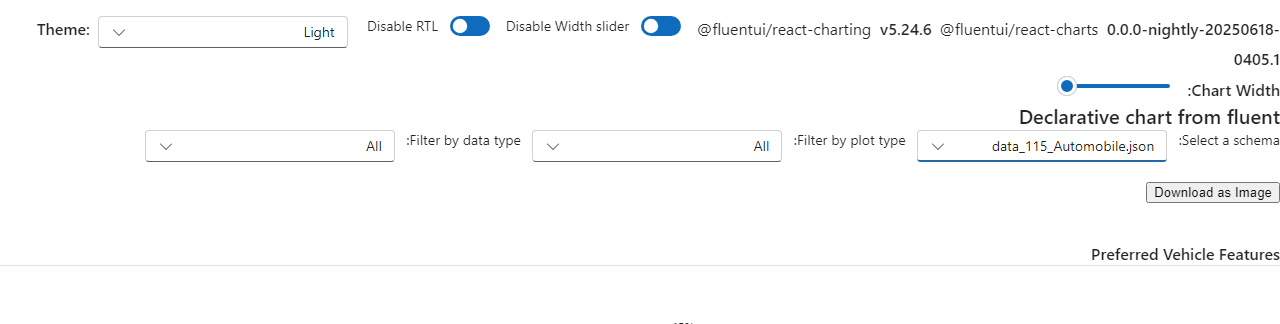 Theme: Light Disable RTL Disable Width slider @fluentui/react-charting v5.24.6 @fluentui/react-charts 0.0.0-nightly-20250618-
0405.1
:Chart Width
Declarative chart from fluent
:Select a schema data_115_Automobile.json :Filter by plot type All :Filter by data type All
Download as Image
Preferred Vehicle Features